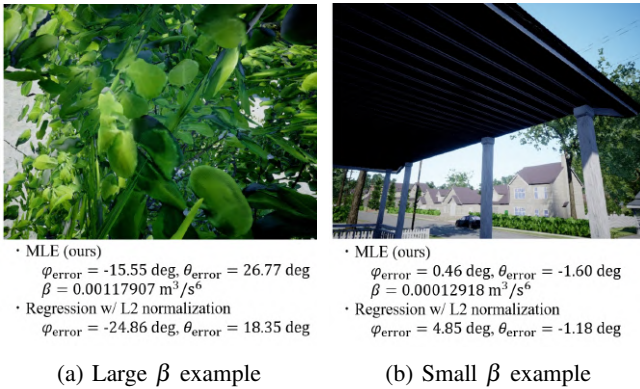 ・MLE (ours)
φerror = -15.55 deg, θerror = 26.77 deg
β = 0.00117907 m³/s⁶
・Regression w/ L2 normalization
φerror = -24.86 deg, θerror = 18.35 deg
(a) Large β example
・MLE (ours)
φerror = 0.46 deg, θerror = -1.60 deg
β = 0.00012918 m³/s⁶
・Regression w/ L2 normalization
φerror = 4.85 deg, θerror = -1.18 deg
(b) Small β example